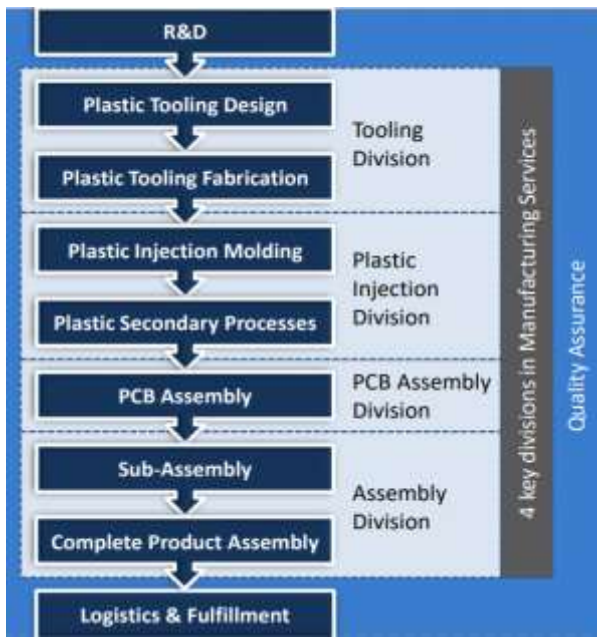 R&D
Plastic Tooling Design
Plastic Tooling Fabrication
Tooling
Division
Plastic Injection Molding
Plastic Secondary Processes
Plastic
Injection
Division
PCB Assembly
PCB Assembly
Division
Sub-Assembly
Complete Product Assembly
Assembly
Division
Logistics & Fulfillment
4 key divisions in Manufacturing Services
Quality Assurance